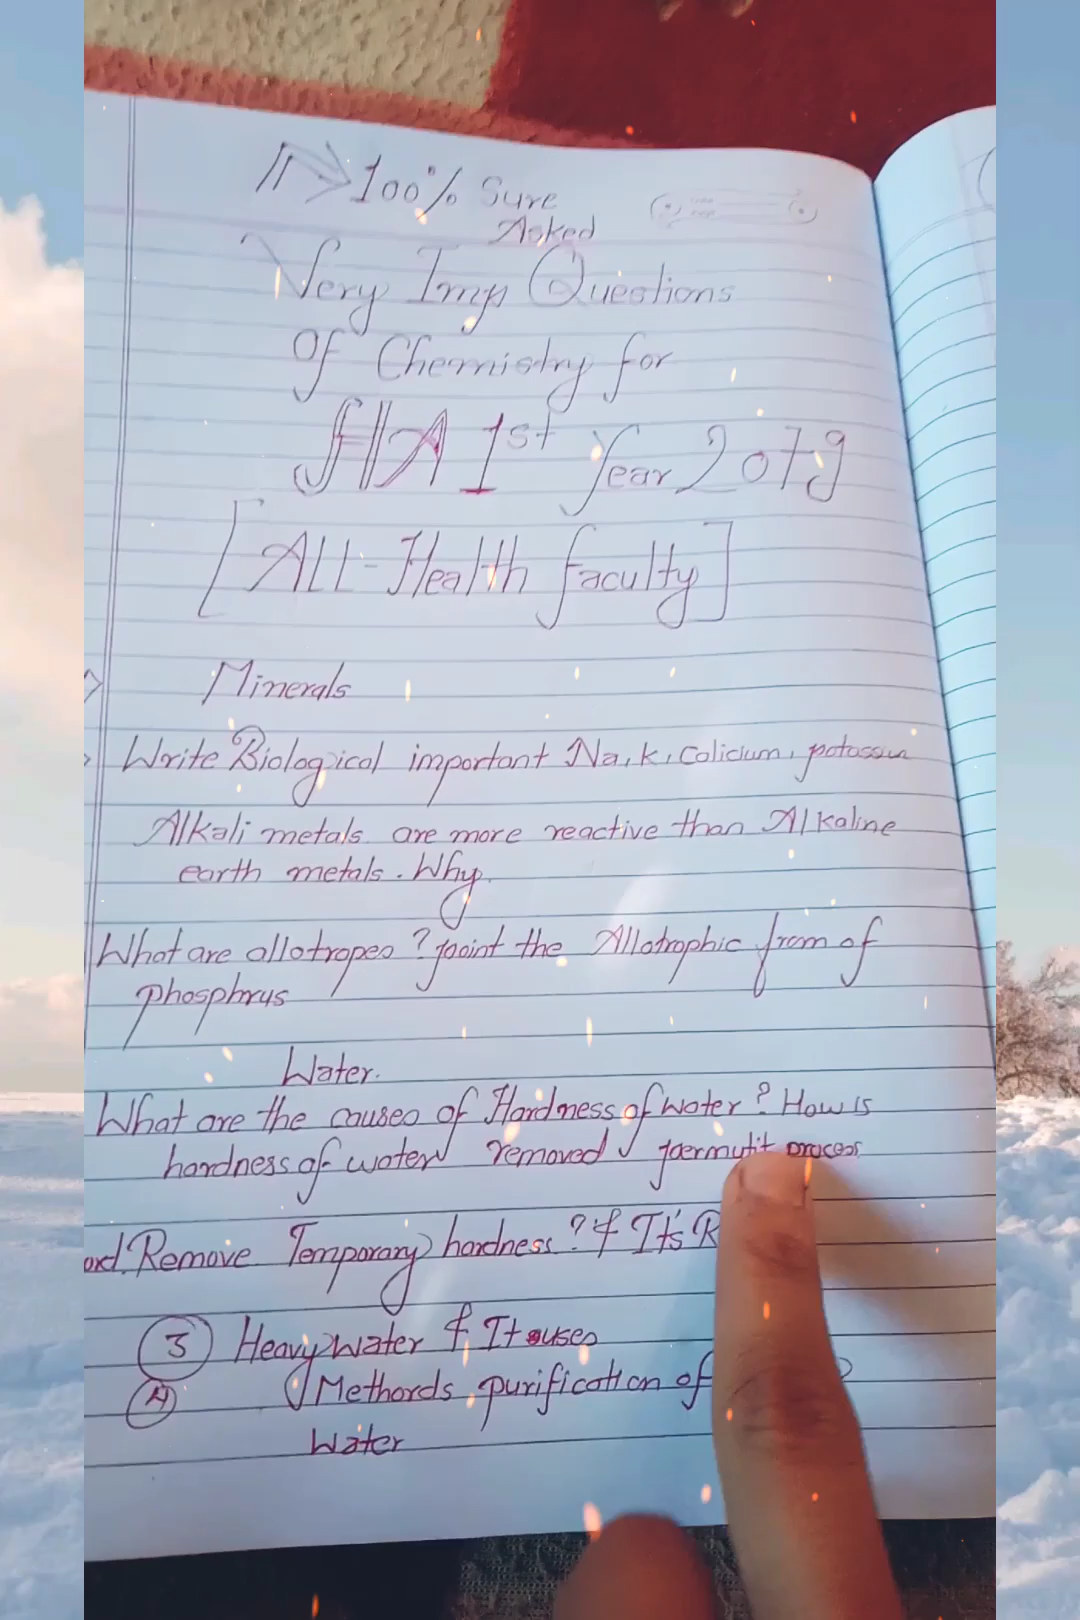 100% Sure
Asked
Very Imp Questions
Of Chemistry for
HA 1st Year 2079
[ALL-Health faculty]
Minerals
Write Biological important Na, K, Calicium, potassium
Alkali metals are more reactive than Alkaline
earth metals. Why
What are allotropes? point the Allotrophic from of
phosphrus
Water.
What are the causes of Hardness of water? How is
hardness of water removed permutit process
Remove Temporary hardness? & It's R
3 Heavy water & It uses
4 Methords purification of
Water